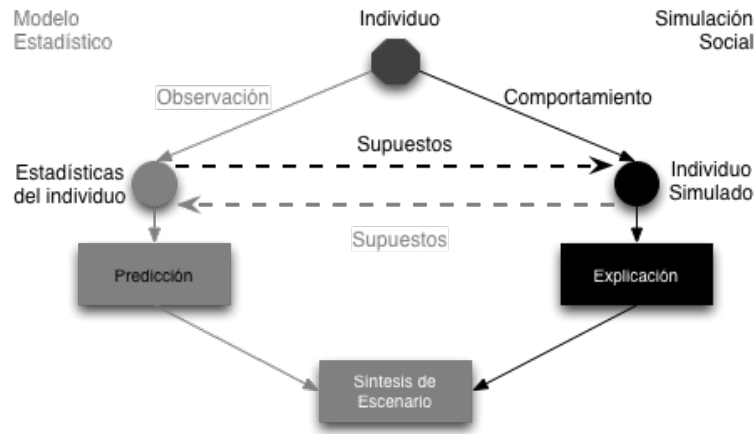 Modelo
Estadístico
Individuo
Simulación
Social
Observación
Comportamiento
Supuestos
Estadísticas
del individuo
Individuo
Simulado
Supuestos
Predicción
Explicación
Síntesis de
Escenario